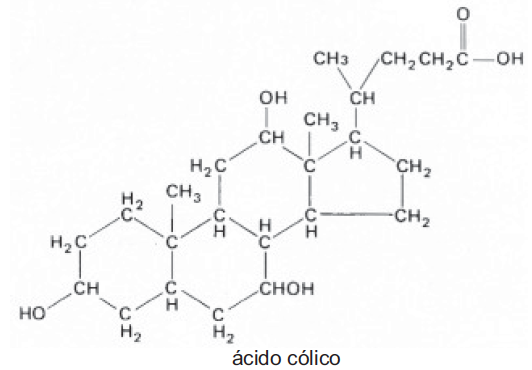 O
CH3 CH2CH2C OH
CH
OH
CH3
CH C
H
H2C C CH2
H2
C CH3
H2C C C C CH2
H H H
CH C C CHOH
H
HO C C
H2 H2
ácido cólico